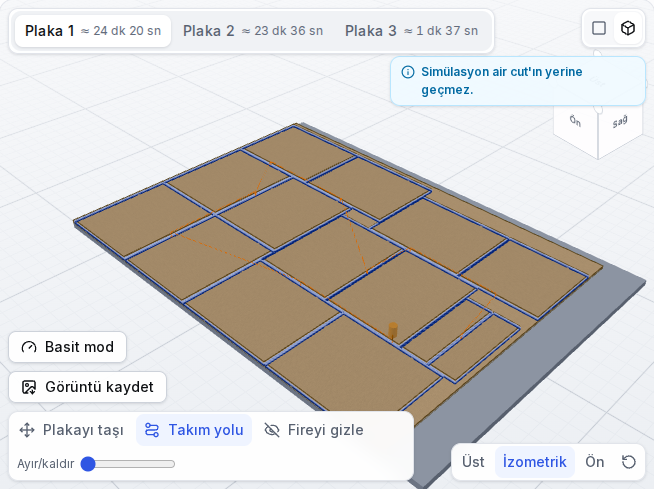 Plaka 1 ≈ 24 dk 20 sn Plaka 2 ≈ 23 dk 36 sn Plaka 3 ≈ 1 dk 37 sn
Simülasyon air cut'ın yerine
geçmez.
Ön sağ
Basit mod
Görüntü kaydet
Plakayı taşı Takım yolu Fireyi gizle
Ayır/kaldır
Üst İzometrik Ön